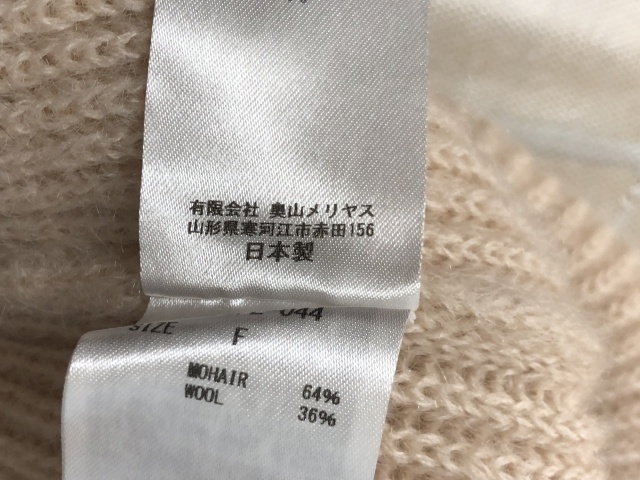 有限会社 奥山メリヤス
山形県寒河江市赤田156
日本製
044
SIZE F
MOHAIR 64%
WOOL 36%